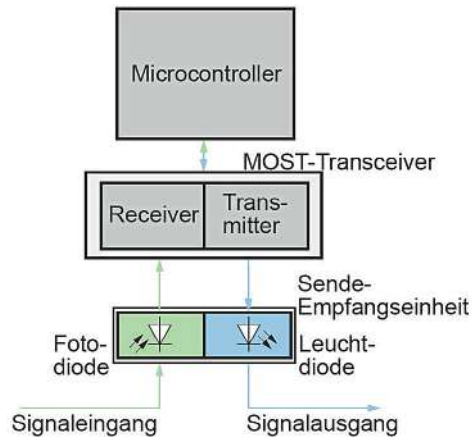 Microcontroller
MOST-Transceiver
Receiver
Trans-
mitter
Sende-
Empfangseinheit
Foto-
diode
Leucht-
diode
Signaleingang
Signalausgang